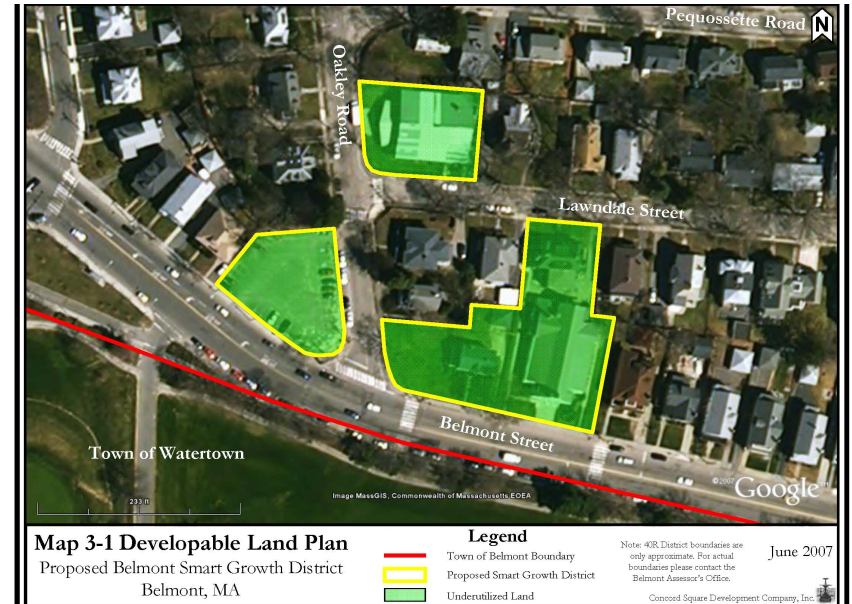 Pequossette Road
N
Oakley Road
Lawndale Street
Belmont Street
Town of Watertown
233 ft
Image MassGIS, Commonwealth of Massachusetts EOEA
©2007 Google™
Map 3-1 Developable Land Plan
Proposed Belmont Smart Growth District
Belmont, MA
Legend
Town of Belmont Boundary
Proposed Smart Growth District
Underutilized Land
Note: 40R District boundaries are
only approximate. For actual
boundaries please contact the
Belmont Assessor's Office.
June 2007
Concord Square Development Company, Inc.